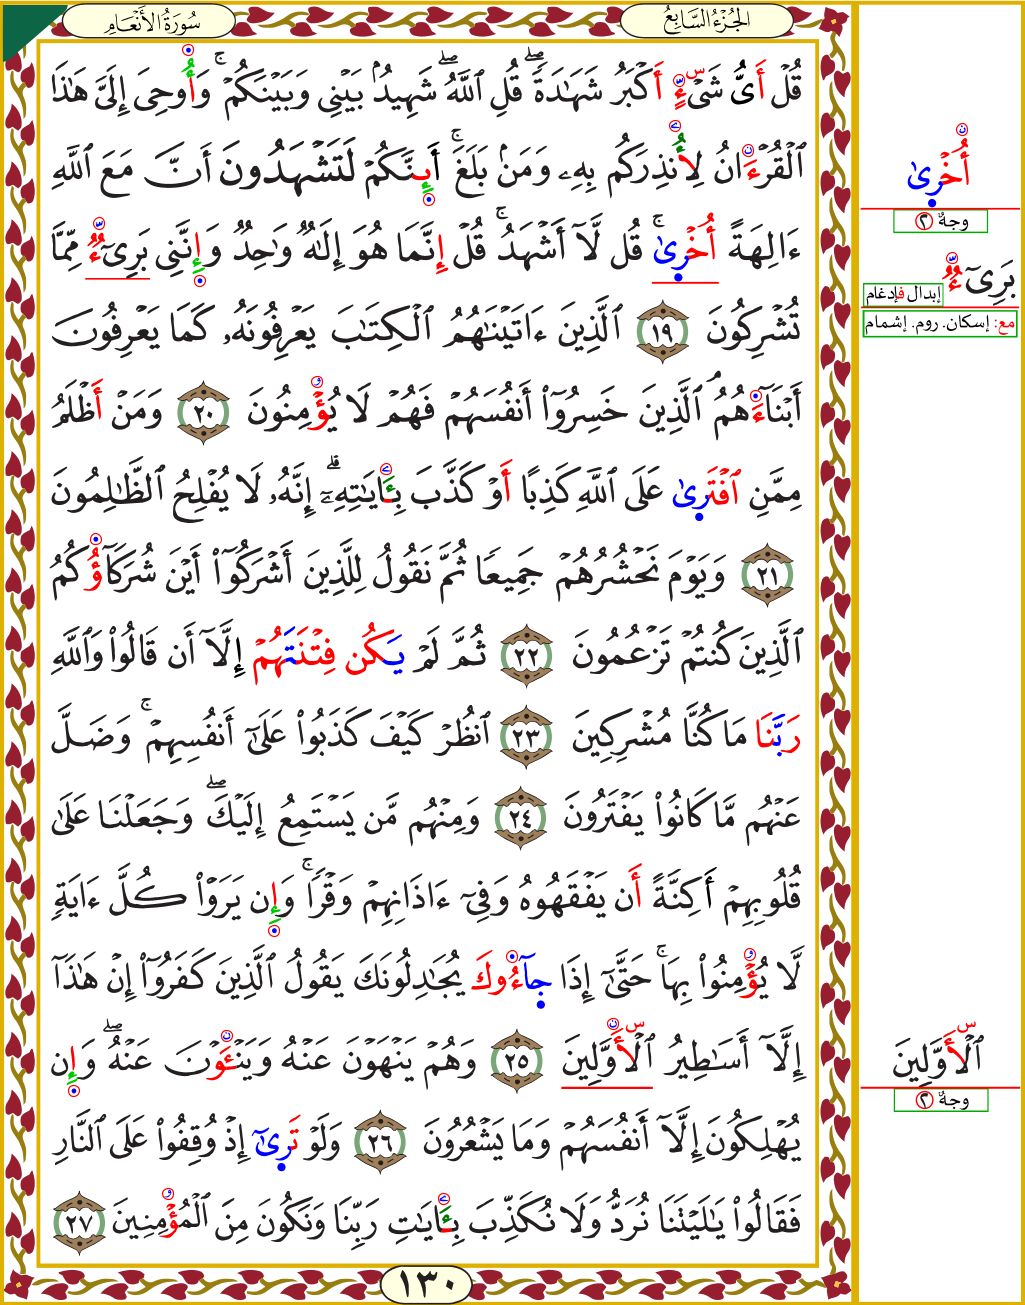 الجُزْءُ السَّابِعُ
سُورَةُ الأَنْعَامِ
قُلْ أَىُّ شَىْءٍ أَكْبَرُ شَهَٰدَةًۖ قُلِ ٱللَّهُۖ شَهِيدُۢ بَيْنِى وَبَيْنَكُمْۚ وَأُوحِىَ إِلَىَّ هَٰذَا
ٱلْقُرْءَانُ لِأُنذِرَكُم بِهِۦ وَمَنۢ بَلَغَۚ أَئِنَّكُمْ لَتَشْهَدُونَ أَنَّ مَعَ ٱللَّهِ
ءَالِهَةً أُخْرِىٰۚ قُل لَّآ أَشْهَدُۚ قُلْ إِنَّمَا هُوَ إِلَٰهٌ وَٰحِدٌ وَإِنَّنِى بَرِىٓءٌ مِّمَّا
تُشْرِكُونَ ١٩ ٱلَّذِينَ ءَاتَيْنَٰهُمُ ٱلْكِتَٰبَ يَعْرِفُونَهُۥ كَمَا يَعْرِفُونَ
أَبْنَآءَهُمُۘ ٱلَّذِينَ خَسِرُوٓا۟ أَنفُسَهُمْ فَهُمْ لَا يُؤْمِنُونَ ٢٠ وَمَنْ أَظْلَمُ
مِمَّنِ ٱفْتَرِىٰ عَلَى ٱللَّهِ كَذِبًا أَوْ كَذَّبَ بِـَٔايَٰتِهِۦٓۗ إِنَّهُۥ لَا يُفْلِحُ ٱلظَّٰلِمُونَ
٢١ وَيَوْمَ نَحْشُرُهُمْ جَمِيعًا ثُمَّ نَقُولُ لِلَّذِينَ أَشْرَكُوٓا۟ أَيْنَ شُرَكَآؤُكُمُ
ٱلَّذِينَ كُنتُمْ تَزْعُمُونَ ٢٢ ثُمَّ لَمْ يَكُن فِتْنَتَهُمْ إِلَّآ أَن قَالُوا۟ وَٱللَّهِ
رَبَّنَا مَا كُنَّا مُشْرِكِينَ ٢٣ ٱنظُرْ كَيْفَ كَذَبُوا۟ عَلَىٰٓ أَنفُسِهِمْۚ وَضَلَّ
عَنْهُم مَّا كَانُوا۟ يَفْتَرُونَ ٢٤ وَمِنْهُم مَّن يَسْتَمِعُ إِلَيْكَۖ وَجَعَلْنَا عَلَىٰ
قُلُوبِهِمْ أَكِنَّةً أَن يَفْقَهُوهُ وَفِىٓ ءَاذَانِهِمْ وَقْرًاۚ وَإِن يَرَوْا۟ كُلَّ ءَايَةٍ
لَّا يُؤْمِنُوا۟ بِهَاۚ حَتَّىٰٓ إِذَا جِآءُوكَ يُجَٰدِلُونَكَ يَقُولُ ٱلَّذِينَ كَفَرُوٓا۟ إِنْ هَٰذَآ
إِلَّآ أَسَٰطِيرُ ٱلْأَوَّلِينَ ٢٥ وَهُمْ يَنْهَوْنَ عَنْهُ وَيَنْـَٔوْنَ عَنْهُۖ وَإِن
يُهْلِكُونَ إِلَّآ أَنفُسَهُمْ وَمَا يَشْعُرُونَ ٢٦ وَلَوْ تَرِىٰٓ إِذْ وُقِفُوا۟ عَلَى ٱلنَّارِ
فَقَالُوا۟ يَٰلَيْتَنَا نُرَدُّ وَلَا نُكَذِّبَ بِـَٔايَٰتِ رَبِّنَا وَنَكُونَ مِنَ ٱلْمُؤْمِنِينَ ٢٧
١٣٠
أُخْرِىٰ
وجهٌ ٢
بَرِىٓءٌ
إبدال فإدغام
مع: إسكان. روم. إشمام
ٱلْأَوَّلِينَ
وجهٌ ٢